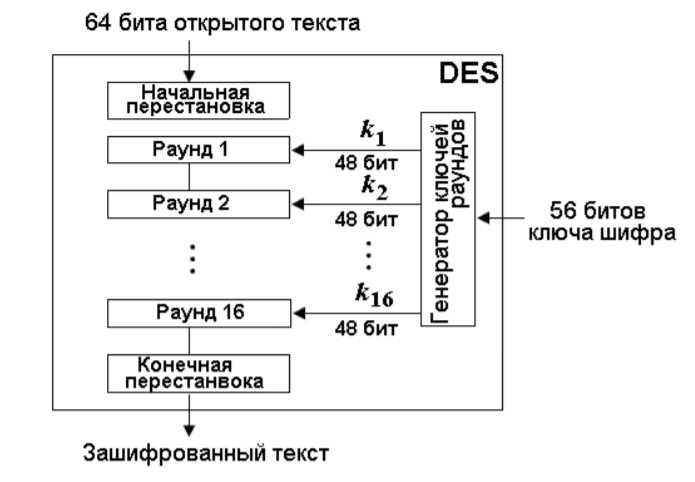 64 бита открытого текста
DES
Начальная
перестановка
Раунд 1
k1
48 бит
Раунд 2
k2
48 бит
Раунд 16
k16
48 бит
Генератор ключей
раундов
56 битов
ключа шифра
Конечная
перестанвока
Зашифрованный текст